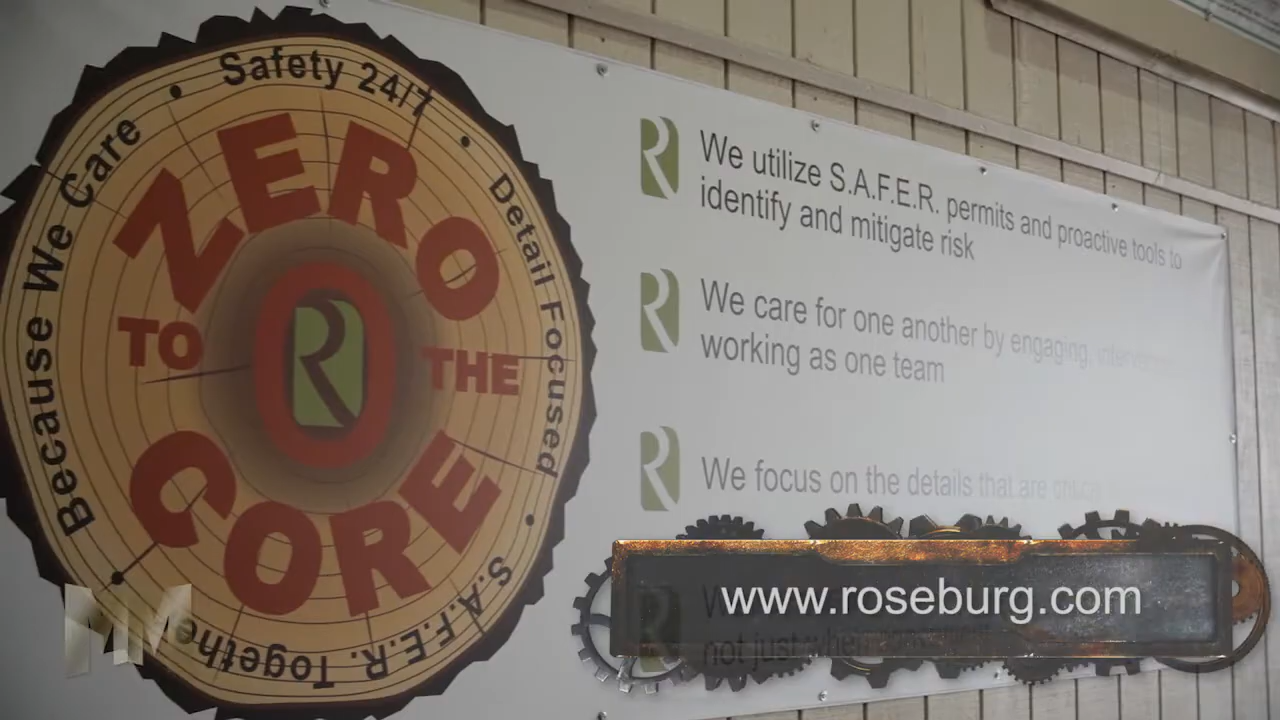 Safety 24/7
Because We Care
Detail Focused
S.A.F.E.R. Together
ZERO
TO THE
CORE
R
We utilize S.A.F.E.R. permits and proactive tools to
identify and mitigate risk
We care for one another by engaging,
working as one team
We focus on the details that are
not just when
www.roseburg.com
M